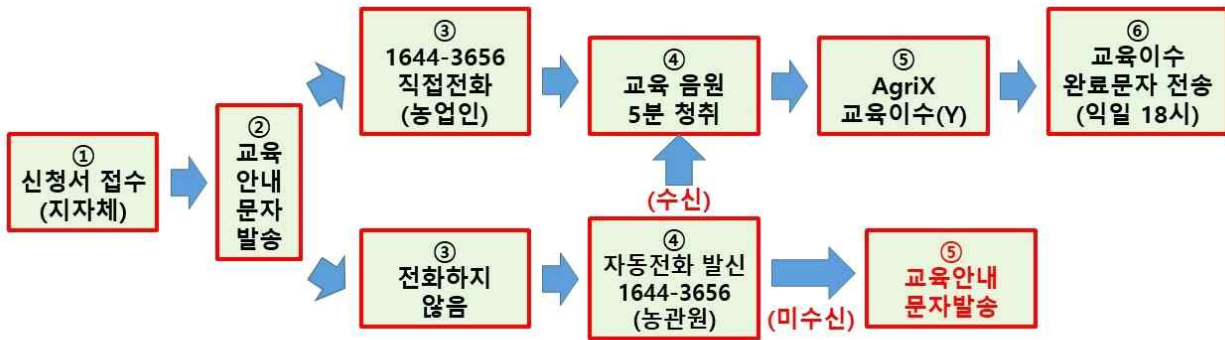 ①
신청서 접수
(지자체)
②
교육
안내
문자
발송
③
1644-3656
직접전화
(농업인)
④
교육 음원
5분 청취
⑤
AgriX
교육이수(Y)
⑥
교육이수
완료문자 전송
(익일 18시)
③
전화하지
않음
④
자동전화 발신
1644-3656
(농관원)
(수신)
(미수신)
⑤
교육안내
문자발송